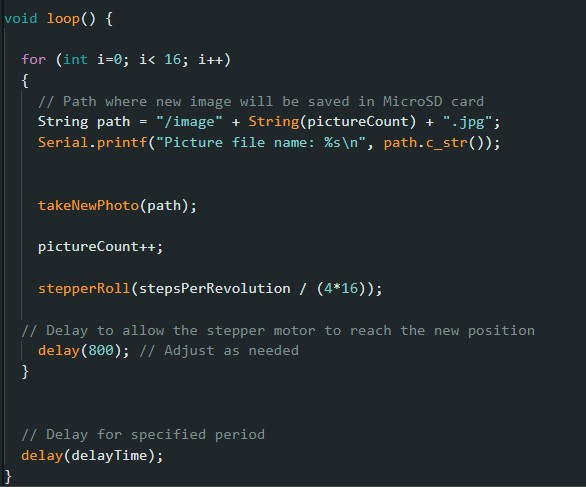 void loop() {
for (int i=0; i< 16; i++)
{
// Path where new image will be saved in MicroSD card
String path = "/image" + String(pictureCount) + ".jpg";
Serial.printf("Picture file name: %s\n", path.c_str());
takeNewPhoto(path);
pictureCount++;
stepperRoll(stepsPerRevolution / (4*16));
// Delay to allow the stepper motor to reach the new position
delay(800); // Adjust as needed
}
// Delay for specified period
delay(delayTime);
}